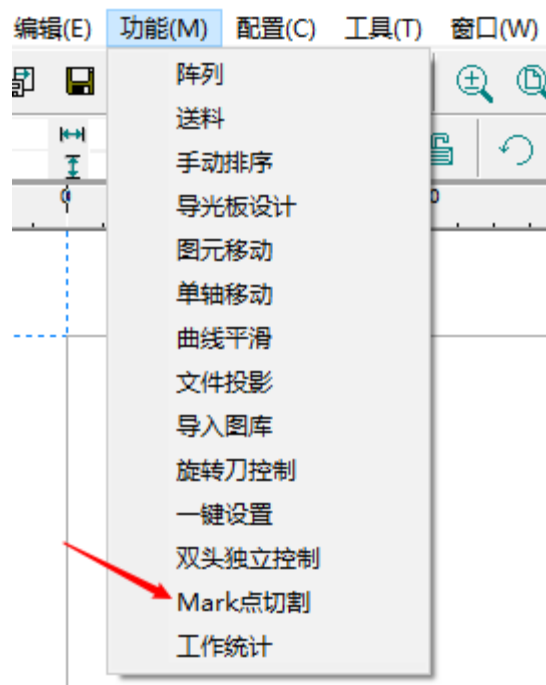 编辑(E) 功能(M) 配置(C) 工具(T) 窗口(W)
0 0
阵列
送料
手动排序
导光板设计
图元移动
单轴移动
曲线平滑
文件投影
导入图库
旋转刀控制
一键设置
双头独立控制
Mark点切割
工作统计